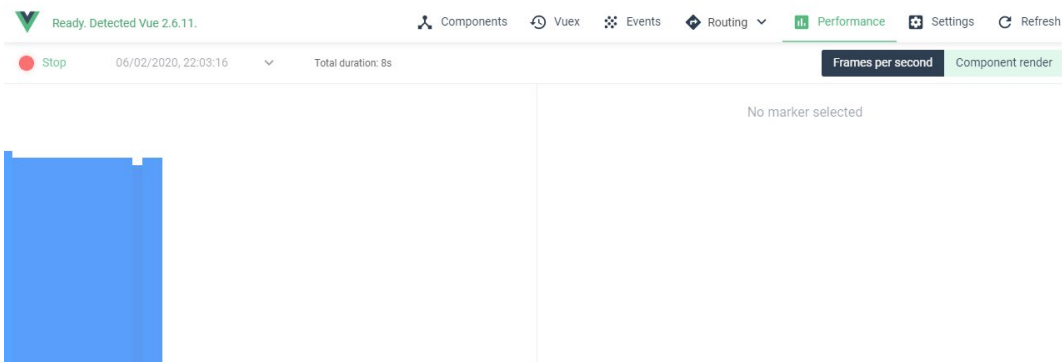 Ready. Detected Vue 2.6.11. Components Vuex Events Routing Performance Settings Refresh
Stop 06/02/2020, 22:03:16 Total duration: 8s Frames per second Component render
No marker selected